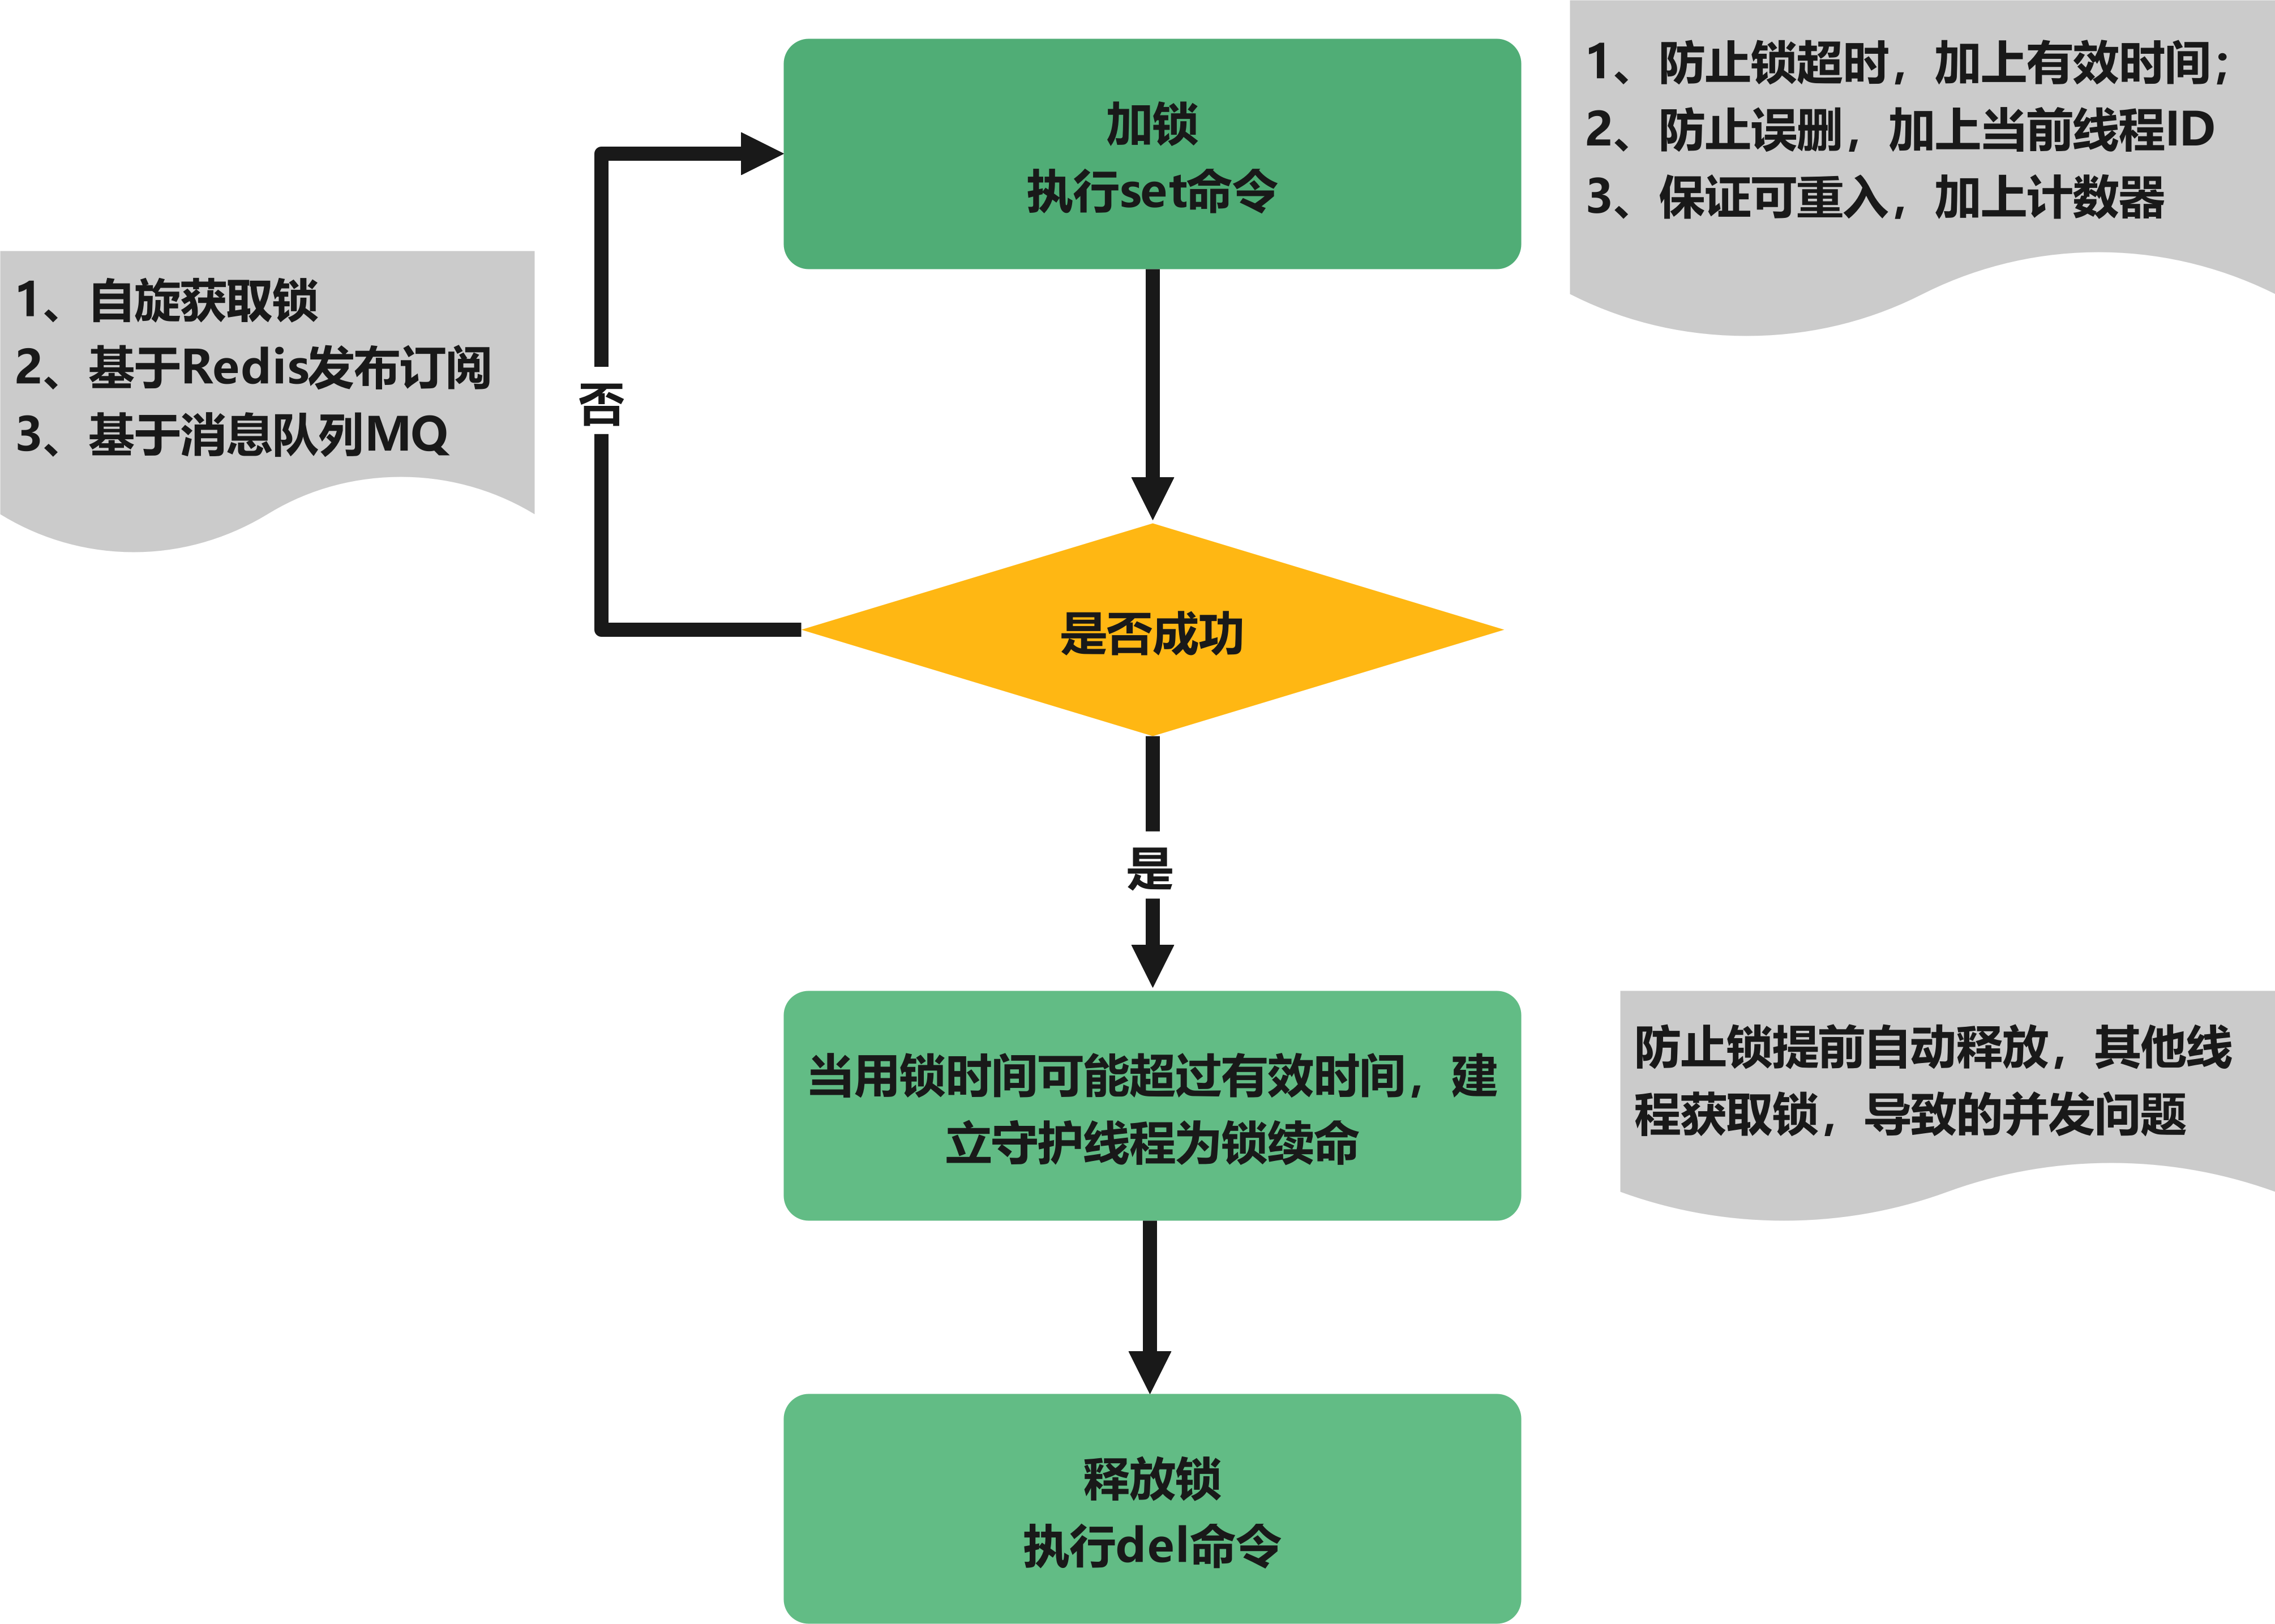 加锁
执行set命令
1、防止锁超时，加上有效时间；
2、防止误删，加上当前线程ID
3、保证可重入，加上计数器
1、自旋获取锁
2、基于Redis发布订阅
3、基于消息队列MQ
否
是否成功
是
当用锁时间可能超过有效时间，建
立守护线程为锁续命
防止锁提前自动释放，其他线
程获取锁，导致的并发问题
释放锁
执行del命令